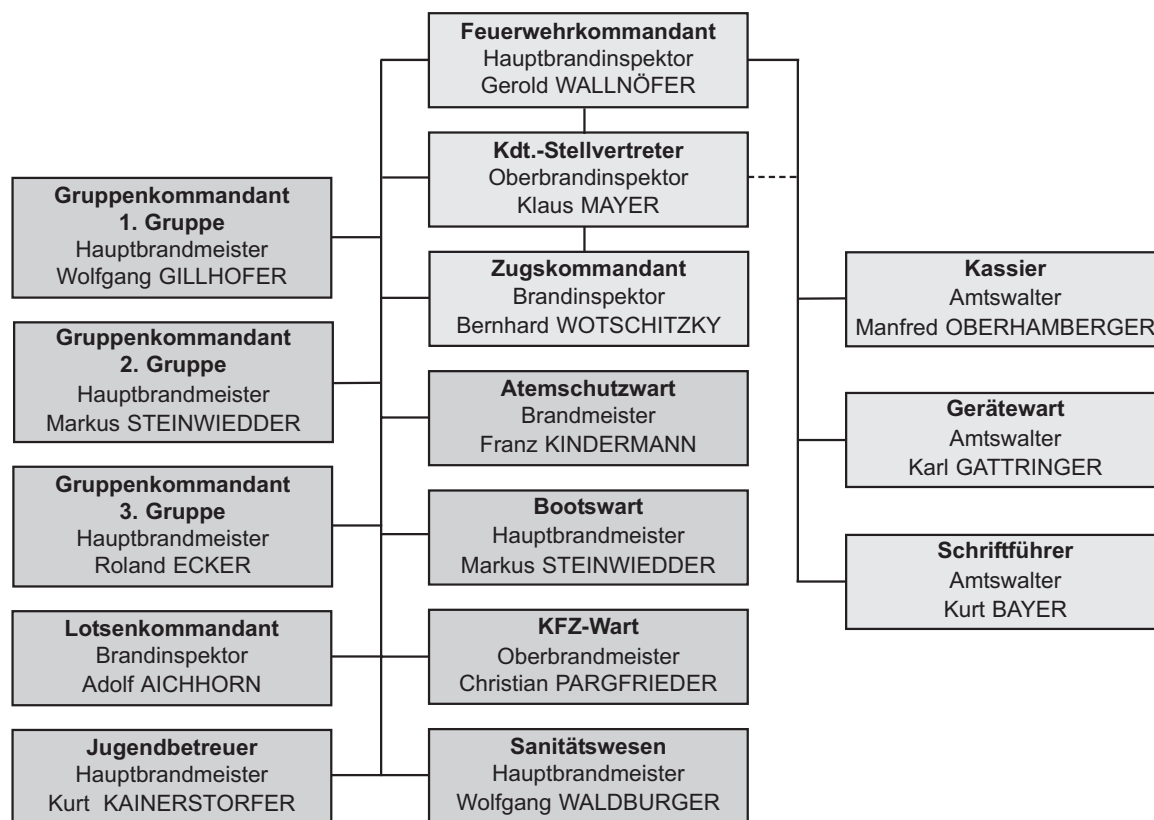 Feuerwehrkommandant
Hauptbrandinspektor
Gerold WALLNÖFER
Kdt.-Stellvertreter
Oberbrandinspektor
Klaus MAYER
Zugskommandant
Brandinspektor
Bernhard WOTSCHITZKY
Gruppenkommandant
1. Gruppe
Hauptbrandmeister
Wolfgang GILLHOFER
Gruppenkommandant
2. Gruppe
Hauptbrandmeister
Markus STEINWIEDDER
Gruppenkommandant
3. Gruppe
Hauptbrandmeister
Roland ECKER
Lotsenkommandant
Brandinspektor
Adolf AICHHORN
Jugendbetreuer
Hauptbrandmeister
Kurt KAINERSTORFER
Atemschutzwart
Brandmeister
Franz KINDERMANN
Bootswart
Hauptbrandmeister
Markus STEINWIEDDER
KFZ-Wart
Oberbrandmeister
Christian PARGFRIEDER
Sanitätswesen
Hauptbrandmeister
Wolfgang WALDBURGER
Kassier
Amtswalter
Manfred OBERHAMBERGER
Gerätewart
Amtswalter
Karl GATTRINGER
Schriftführer
Amtswalter
Kurt BAYER